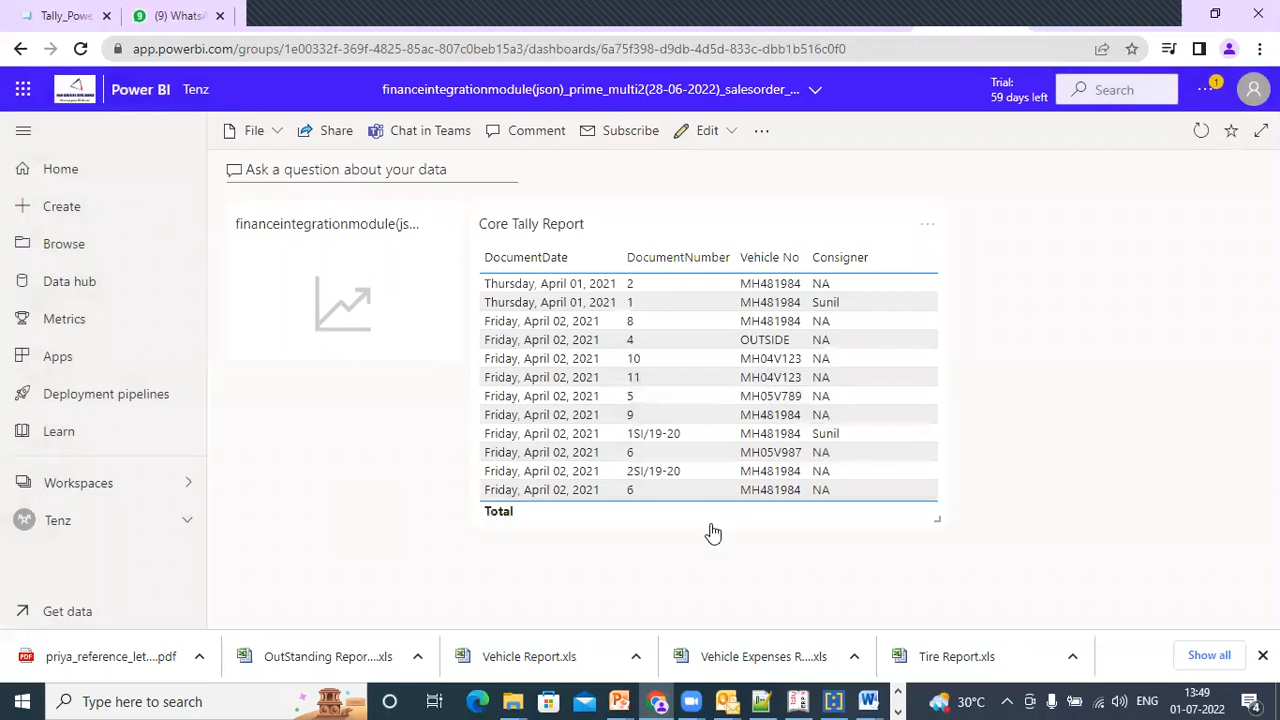 Tally_Powe
(9) WhatsA
app.powerbi.com/groups/1e00332f-369f-4825-85ac-807c0beb15a3/dashboards/6a75f398-d9db-4d5d-833c-dbb1b516c0f0
Power BI Tenz
financeintegrationmodule(json)_prime_multi2(28-06-2022)_salesorder_...
Trial:
59 days left
Search
1
File
Share
Chat in Teams
Comment
Subscribe
Edit
Home
Create
Browse
Data hub
Metrics
Apps
Deployment pipelines
Learn
Workspaces
Tenz
Get data
Ask a question about your data
financeintegrationmodule(js...
Core Tally Report
DocumentDate DocumentNumber Vehicle No Consigner
Thursday, April 01, 2021 2 MH481984 NA
Thursday, April 01, 2021 1 MH481984 Sunil
Friday, April 02, 2021 8 MH481984 NA
Friday, April 02, 2021 4 OUTSIDE NA
Friday, April 02, 2021 10 MH04V123 NA
Friday, April 02, 2021 11 MH04V123 NA
Friday, April 02, 2021 5 MH05V789 NA
Friday, April 02, 2021 9 MH481984 NA
Friday, April 02, 2021 1SI/19-20 MH481984 Sunil
Friday, April 02, 2021 6 MH05V987 NA
Friday, April 02, 2021 2SI/19-20 MH481984 NA
Friday, April 02, 2021 6 MH481984 NA
Total
PDF
priya_reference_let....pdf
OutStanding Repor....xls
Vehicle Report.xls
Vehicle Expenses R....xls
Tire Report.xls
Show all
Type here to search
30°C
ENG
13:49
01-07-2022
4